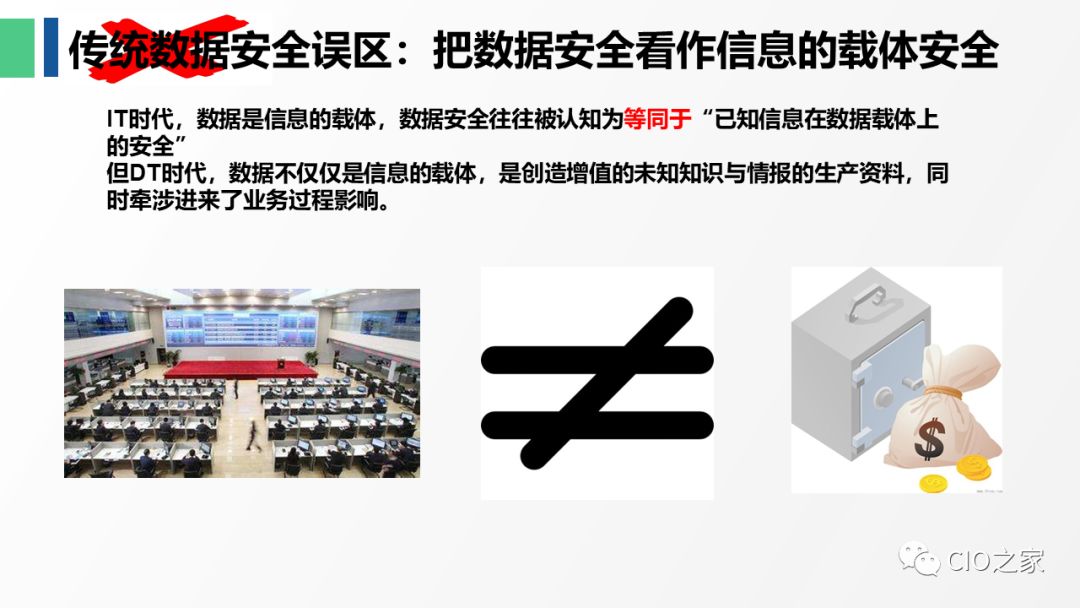 传统数据安全误区：把数据安全看作信息的载体安全
IT时代，数据是信息的载体，数据安全往往被认知为等同于“已知信息在数据载体上
的安全”
但DT时代，数据不仅仅是信息的载体，是创造增值的未知知识与情报的生产资料，同
时牵涉进来了业务过程影响。
$
CIO之家